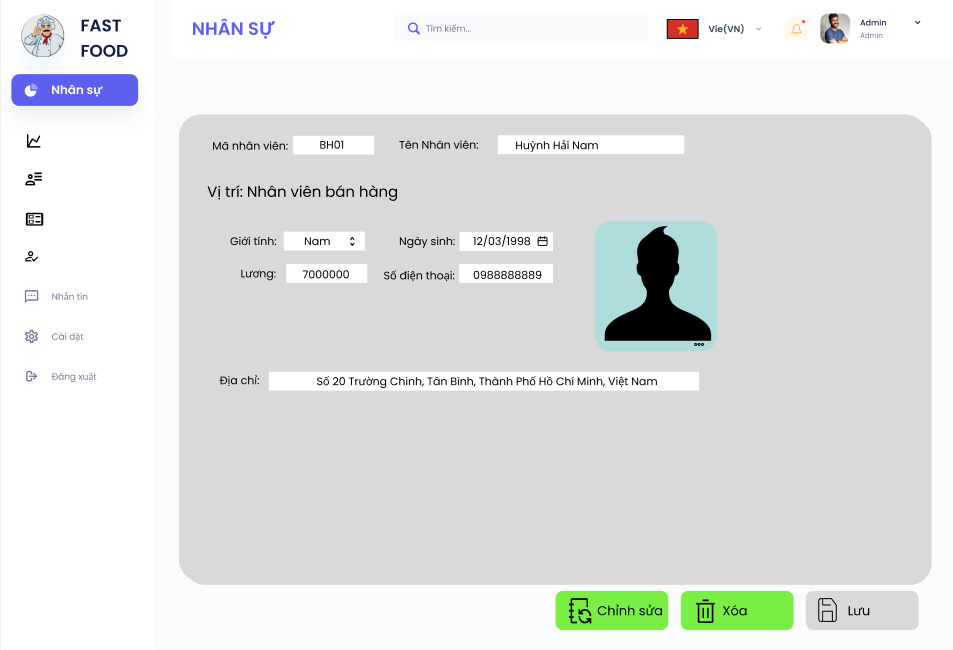 FAST
FOOD
NHÂN SỰ
Tìm kiếm...
Vie(VN)
Admin
Admin
Nhân sự
Nhắn tin
Cài đặt
Đăng xuất
Mã nhân viên: BH01 Tên Nhân viên: Huỳnh Hải Nam
Vị trí: Nhân viên bán hàng
Giới tính: Nam Ngày sinh: 12/03/1998
Lương: 7000000 Số điện thoại: 0988888889
Địa chỉ: Số 20 Trường Chinh, Tân Bình, Thành Phố Hồ Chí Minh, Việt Nam
Chỉnh sửa Xóa Lưu